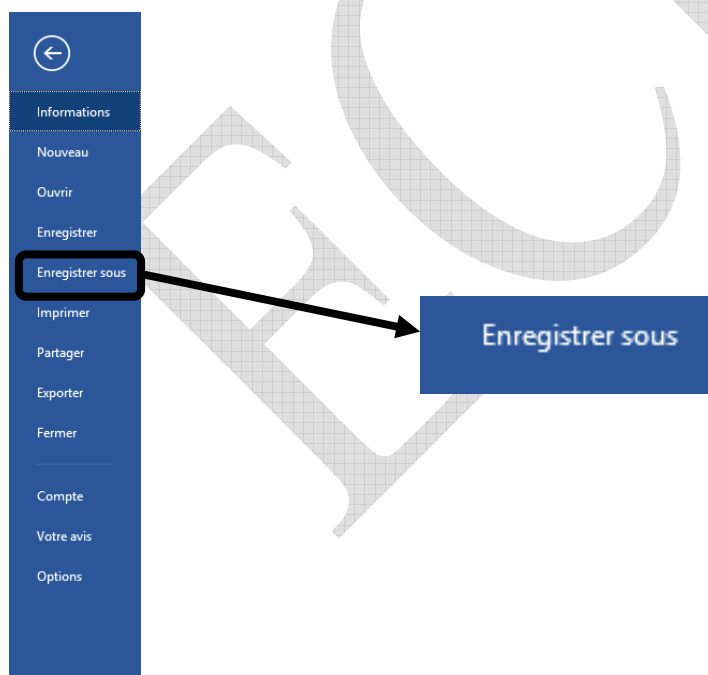 Informations
Nouveau
Ouvrir
Enregistrer
Enregistrer sous
Imprimer
Partager
Exporter
Fermer
Compte
Votre avis
Options
Enregistrer sous